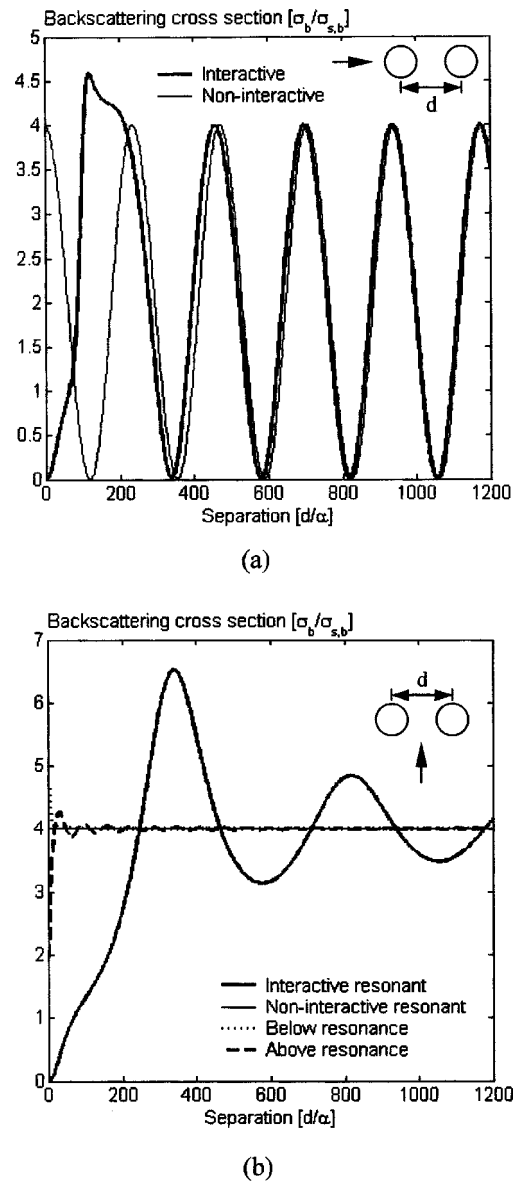 Backscattering cross section [σb/σs,b]
5
4.5
4
3.5
3
2.5
2
1.5
1
0.5
0
Interactive
Non-interactive
d
0 200 400 600 800 1000 1200
Separation [d/α]
(a)
Backscattering cross section [σb/σs,b]
7
6
5
4
3
2
1
0
d
Interactive resonant
Non-interactive resonant
Below resonance
Above resonance
0 200 400 600 800 1000 1200
Separation [d/α]
(b)